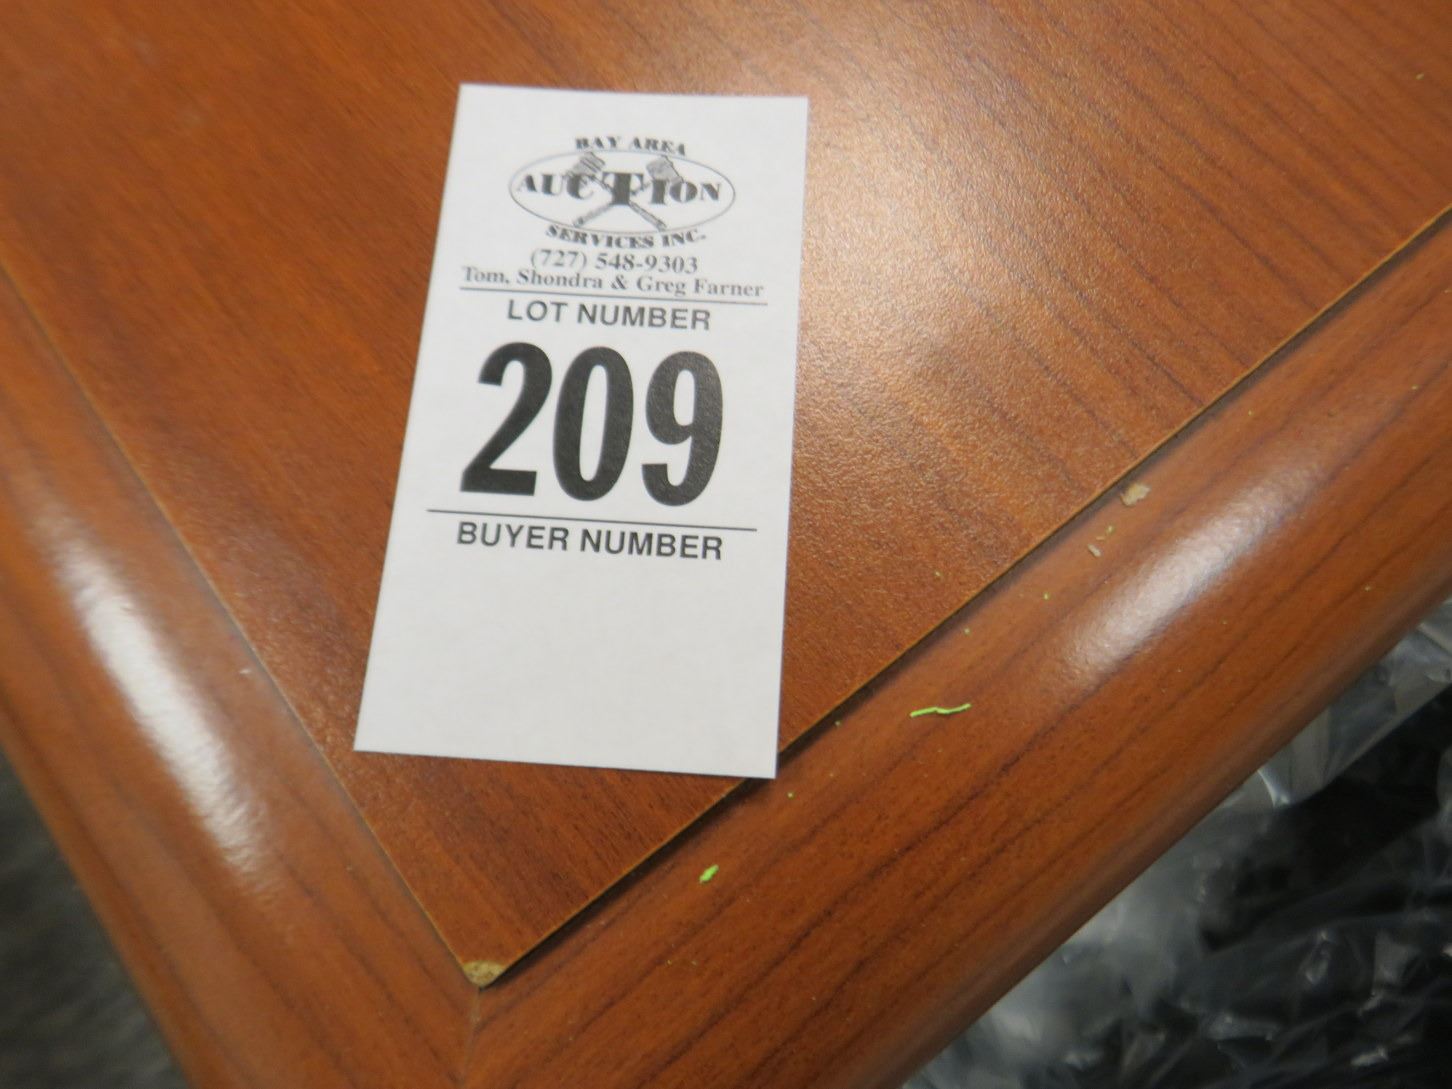 BAY AREA
AUCTION
SERVICES INC.
(727) 548-9303
Tom, Shondra & Greg Farner
LOT NUMBER
209
BUYER NUMBER